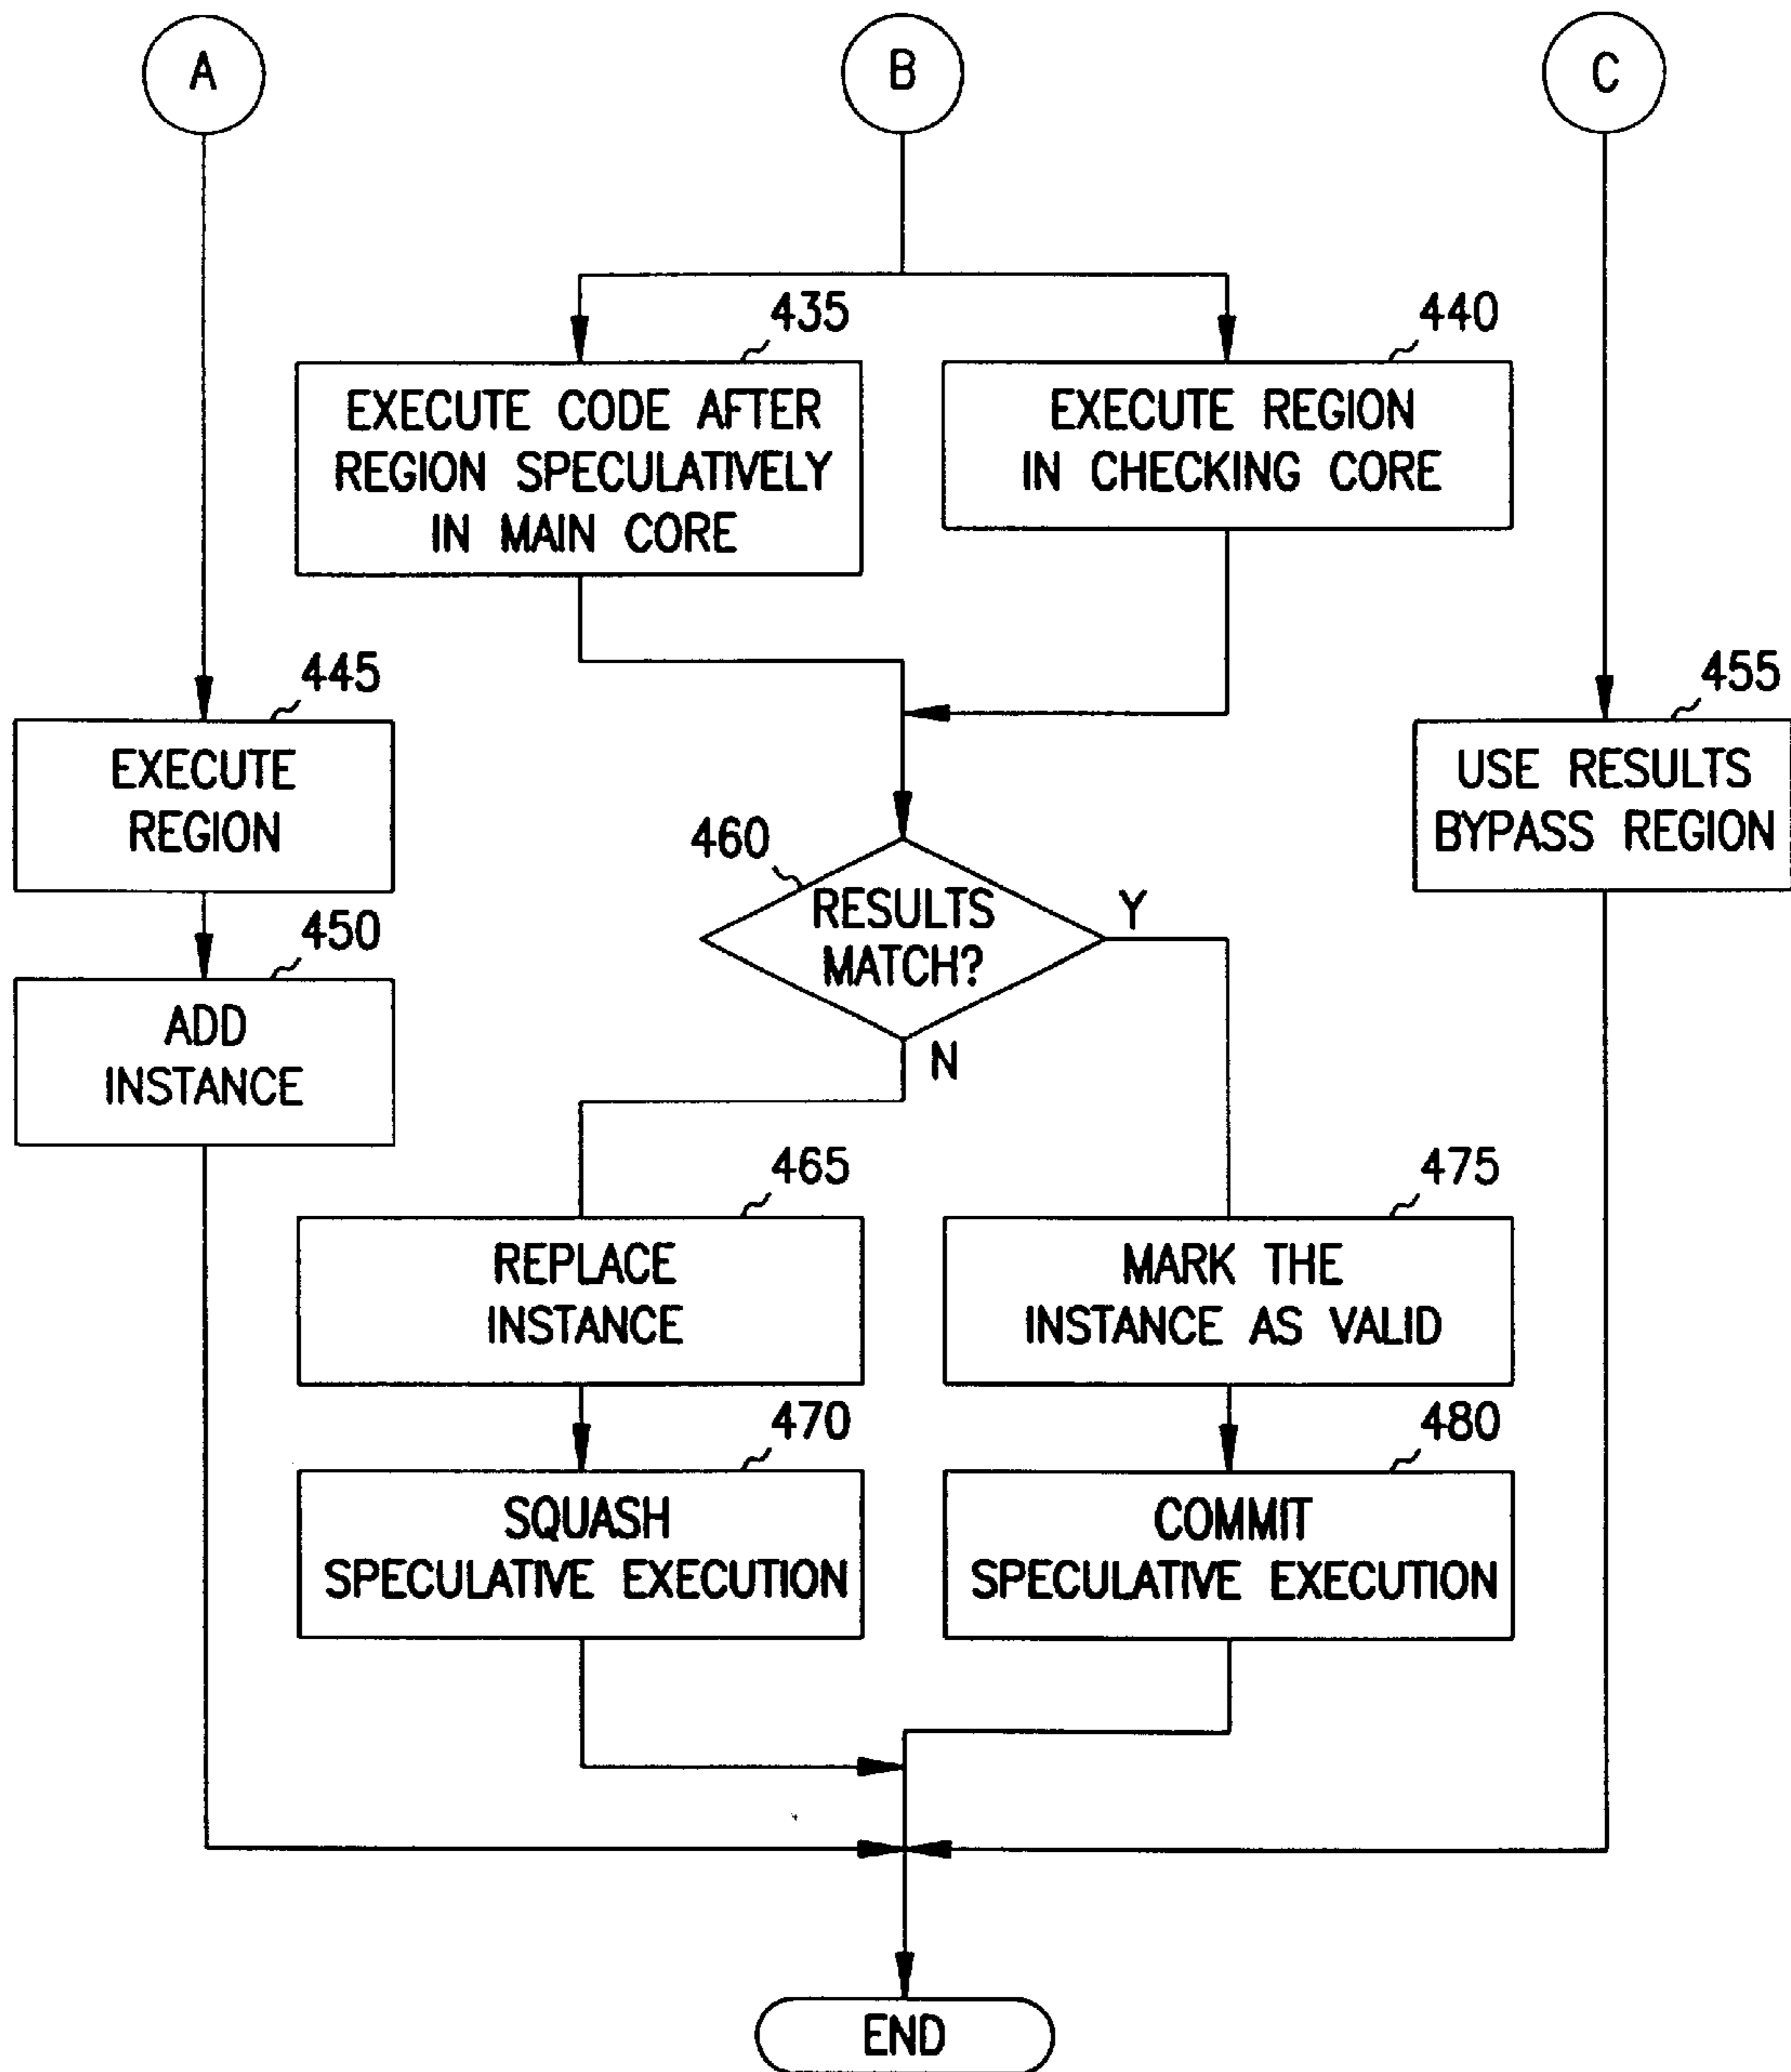 A
B
C
435
440
EXECUTE CODE AFTER
REGION SPECULATIVELY
IN MAIN CORE
EXECUTE REGION
IN CHECKING CORE
445
EXECUTE
REGION
455
USE RESULTS
BYPASS REGION
460
RESULTS
MATCH?
Y
N
450
ADD
INSTANCE
465
REPLACE
INSTANCE
475
MARK THE
INSTANCE AS VALID
470
SQUASH
SPECULATIVE EXECUTION
480
COMMIT
SPECULATIVE EXECUTION
END